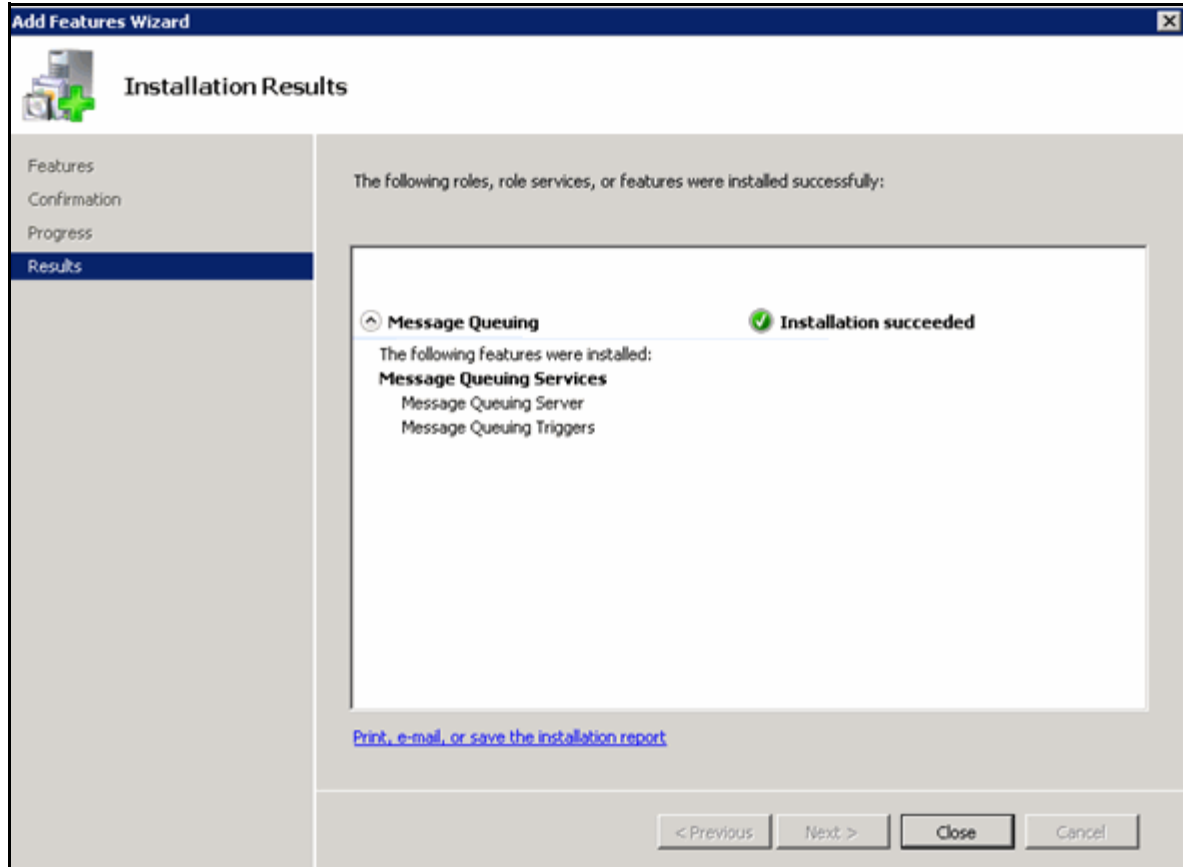 Add Features Wizard
Installation Results
Features
Confirmation
Progress
Results
The following roles, role services, or features were installed successfully:
Message Queuing
Installation succeeded
The following features were installed:
Message Queuing Services
Message Queuing Server
Message Queuing Triggers
Print, e-mail, or save the installation report
< Previous
Next >
Close
Cancel